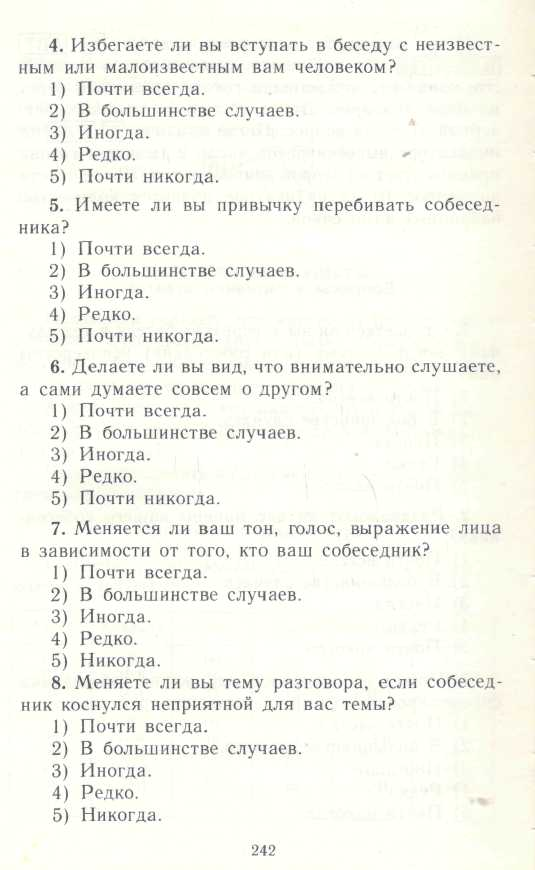 4. Избегаете ли вы вступать в беседу с неизвест-
ным или малоизвестным вам человеком?
1) Почти всегда.
2) В большинстве случаев.
3) Иногда.
4) Редко.
5) Почти никогда.
5. Имеете ли вы привычку перебивать собесед-
ника?
1) Почти всегда.
2) В большинстве случаев.
3) Иногда.
4) Редко.
5) Почти никогда.
6. Делаете ли вы вид, что внимательно слушаете,
а сами думаете совсем о другом?
1) Почти всегда.
2) В большинстве случаев.
3) Иногда.
4) Редко.
5) Почти никогда.
7. Меняется ли ваш тон, голос, выражение лица
в зависимости от того, кто ваш собеседник?
1) Почти всегда.
2) В большинстве случаев.
3) Иногда.
4) Редко.
5) Никогда.
8. Меняете ли вы тему разговора, если собесед-
ник коснулся неприятной для вас темы?
1) Почти всегда.
2) В большинстве случаев.
3) Иногда.
4) Редко.
5) Никогда.
242